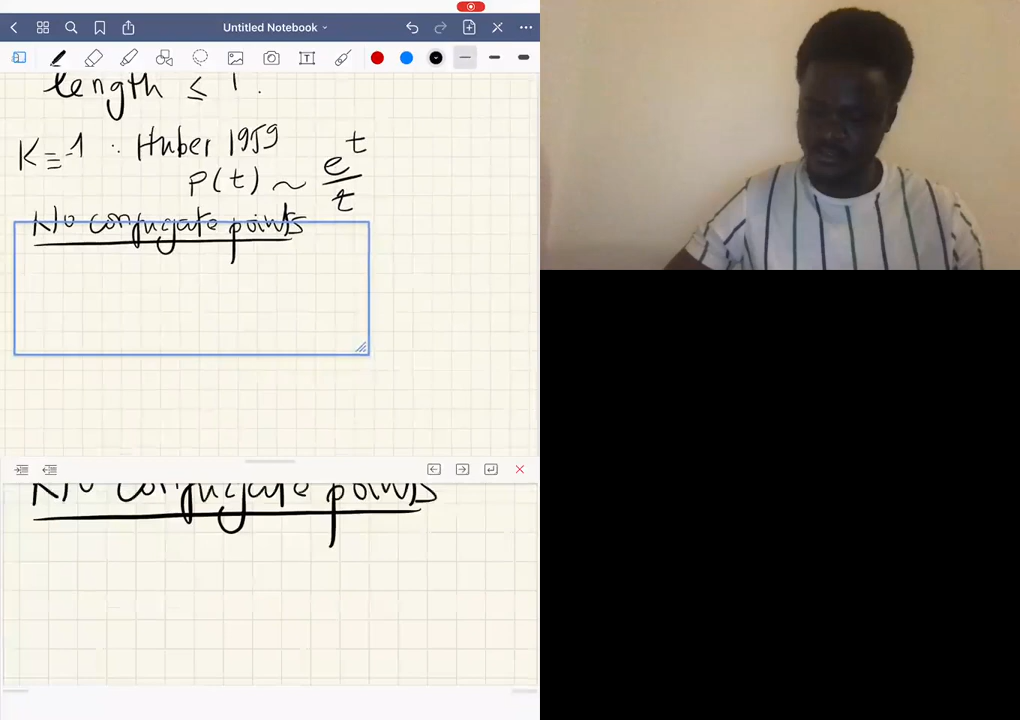 Untitled Notebook
length ≤ 1.
K≡-1 : Huber 1959
P(t) ~ e^t/t
No conjugate points
No conjugate points